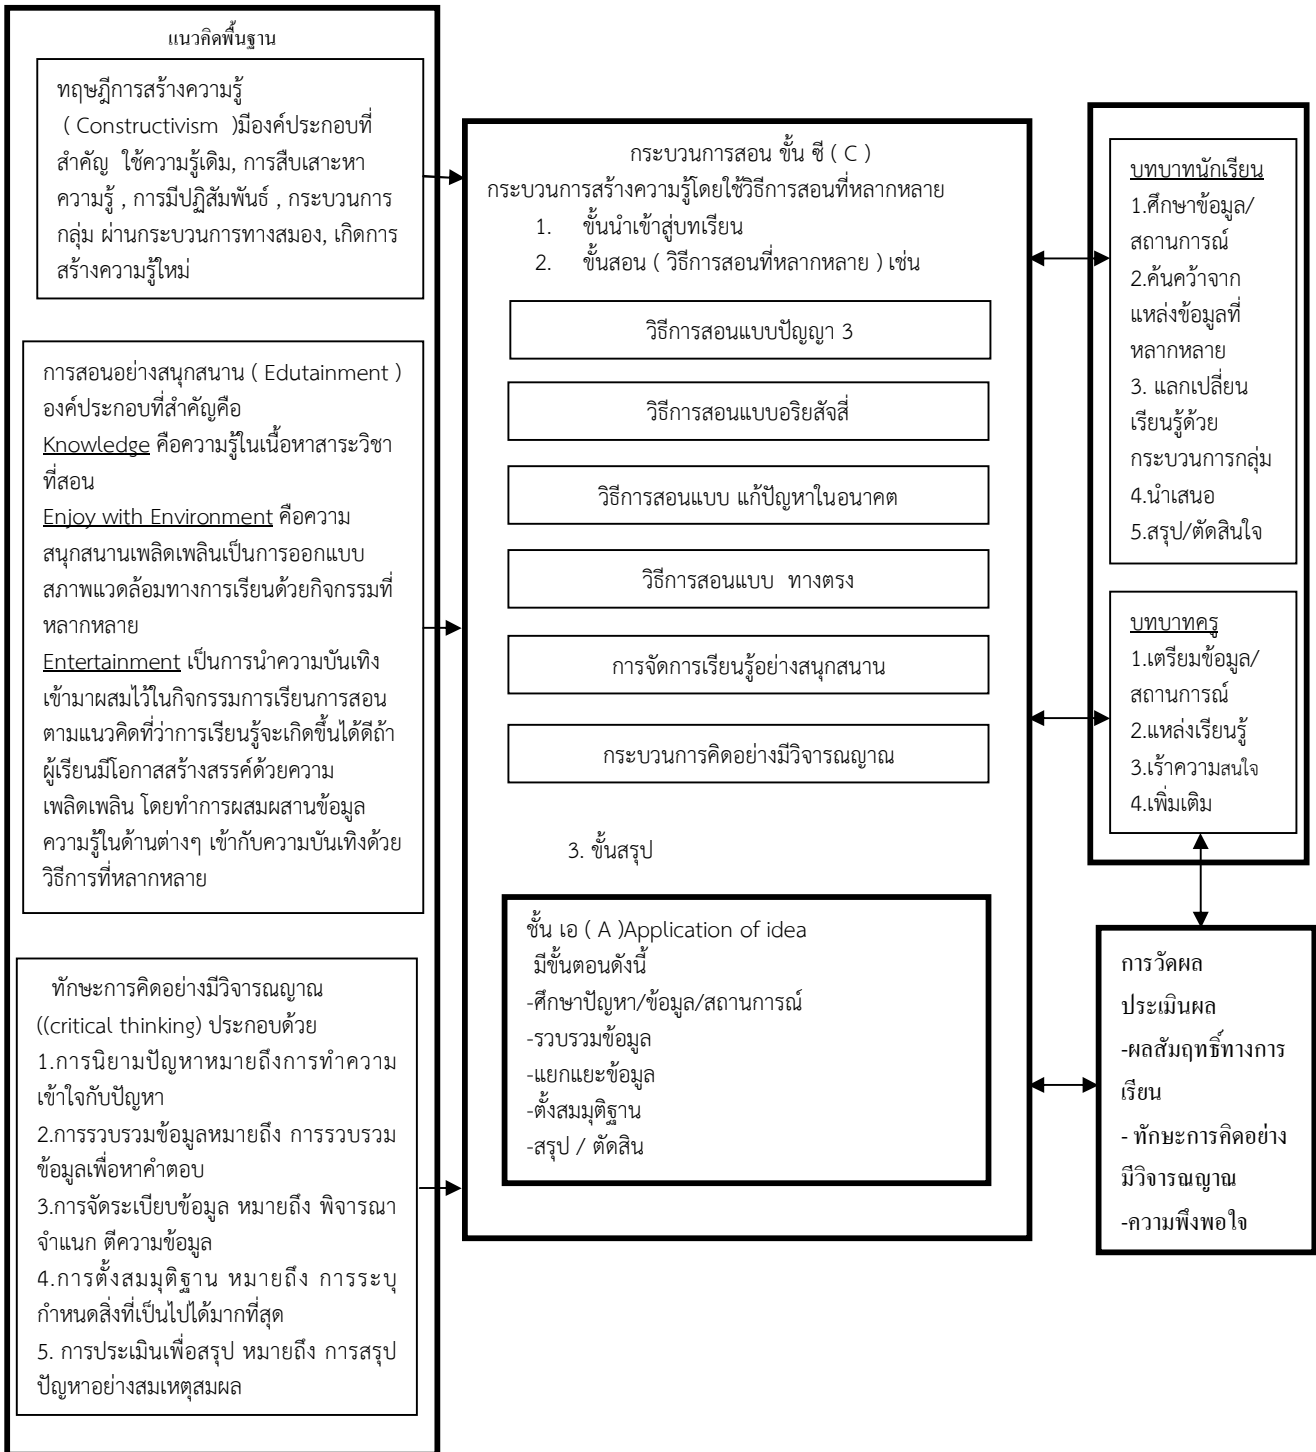 แนวคิดพื้นฐาน
ทฤษฎีการสร้างความรู้
( Constructivism )มีองค์ประกอบที่
สำคัญ ใช้ความรู้เดิม, การสืบเสาะหา
ความรู้ , การมีปฏิสัมพันธ์ , กระบวนการ
กลุ่ม ผ่านกระบวนการทางสมอง, เกิดการ
สร้างความรู้ใหม่
การสอนอย่างสนุกสนาน ( Edutainment )
องค์ประกอบที่สำคัญคือ
Knowledge คือความรู้ในเนื้อหาสาระวิชา
ที่สอน
Enjoy with Environment คือความ
สนุกสนานเพลิดเพลินเป็นการออกแบบ
สภาพแวดล้อมทางการเรียนด้วยกิจกรรมที่
หลากหลาย
Entertainment เป็นการนำความบันเทิง
เข้ามาผสมไว้ในกิจกรรมการเรียนการสอน
ตามแนวคิดที่ว่าการเรียนรู้จะเกิดขึ้นได้ดีถ้า
ผู้เรียนมีโอกาสสร้างสรรค์ด้วยความ
เพลิดเพลิน โดยทำการผสมผสานข้อมูล
ความรู้ในด้านต่างๆ เข้ากับความบันเทิงด้วย
วิธีการที่หลากหลาย
ทักษะการคิดอย่างมีวิจารณญาณ
((critical thinking) ประกอบด้วย
1.การนิยามปัญหาหมายถึงการทำความ
เข้าใจกับปัญหา
2.การรวบรวมข้อมูลหมายถึง การรวบรวม
ข้อมูลเพื่อหาคำตอบ
3.การจัดระเบียบข้อมูล หมายถึง พิจารณา
จำแนก ตีความข้อมูล
4.การตั้งสมมุติฐาน หมายถึง การระบุ
กำหนดสิ่งที่เป็นไปได้มากที่สุด
5. การประเมินเพื่อสรุป หมายถึง การสรุป
ปัญหาอย่างสมเหตุสมผล
กระบวนการสอน ขั้น ซี ( C )
กระบวนการสร้างความรู้โดยใช้วิธีการสอนที่หลากหลาย
1. ขั้นนำเข้าสู่บทเรียน
2. ขั้นสอน ( วิธีการสอนที่หลากหลาย ) เช่น
วิธีการสอนแบบปัญญา 3
วิธีการสอนแบบอริยสัจสี่
วิธีการสอนแบบ แก้ปัญหาในอนาคต
วิธีการสอนแบบ ทางตรง
การจัดการเรียนรู้อย่างสนุกสนาน
กระบวนการคิดอย่างมีวิจารณญาณ
3. ขั้นสรุป
ชั้น เอ ( A )Application of idea
มีขั้นตอนดังนี้
-ศึกษาปัญหา/ข้อมูล/สถานการณ์
-รวบรวมข้อมูล
-แยกแยะข้อมูล
-ตั้งสมมุติฐาน
-สรุป / ตัดสิน
บทบาทนักเรียน
1.ศึกษาข้อมูล/
สถานการณ์
2.ค้นคว้าจาก
แหล่งข้อมูลที่
หลากหลาย
3. แลกเปลี่ยน
เรียนรู้ด้วย
กระบวนการกลุ่ม
4.นำเสนอ
5.สรุป/ตัดสินใจ
บทบาทครู
1.เตรียมข้อมูล/
สถานการณ์
2.แหล่งเรียนรู้
3.เร้าความสนใจ
4.เพิ่มเติม
การวัดผล
ประเมินผล
-ผลสัมฤทธิ์ทางการ
เรียน
- ทักษะการคิดอย่าง
มีวิจารณญาณ
-ความพึงพอใจ